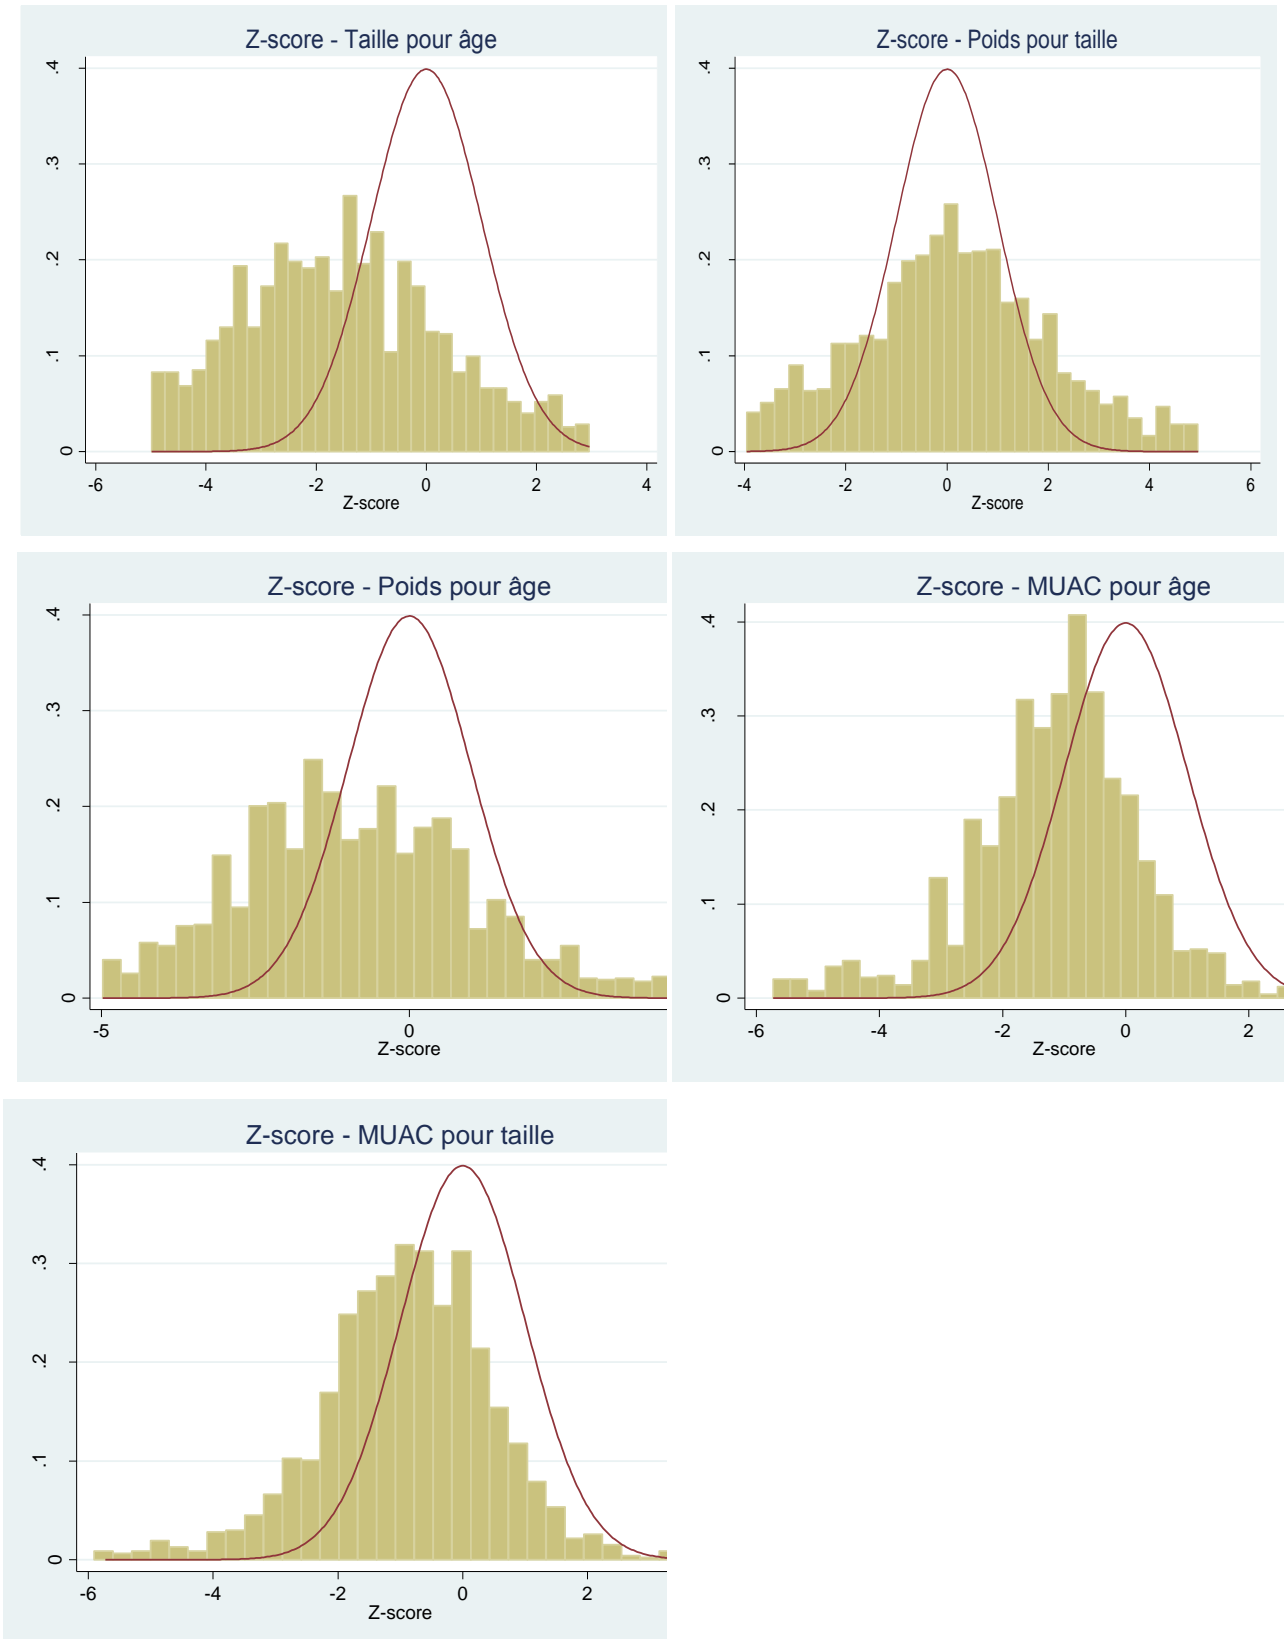 Z-score - Taille pour âge
.4
.3
.2
.1
0
-6 -4 -2 0 2 4
Z-score
Z-score - Poids pour taille
.4
.3
.2
.1
0
-4 -2 0 2 4 6
Z-score
Z-score - Poids pour âge
.4
.3
.2
.1
0
-5 0
Z-score
Z-score - MUAC pour âge
.4
.3
.2
.1
0
-6 -4 -2 0 2
Z-score
Z-score - MUAC pour taille
.4
.3
.2
.1
0
-6 -4 -2 0 2
Z-score